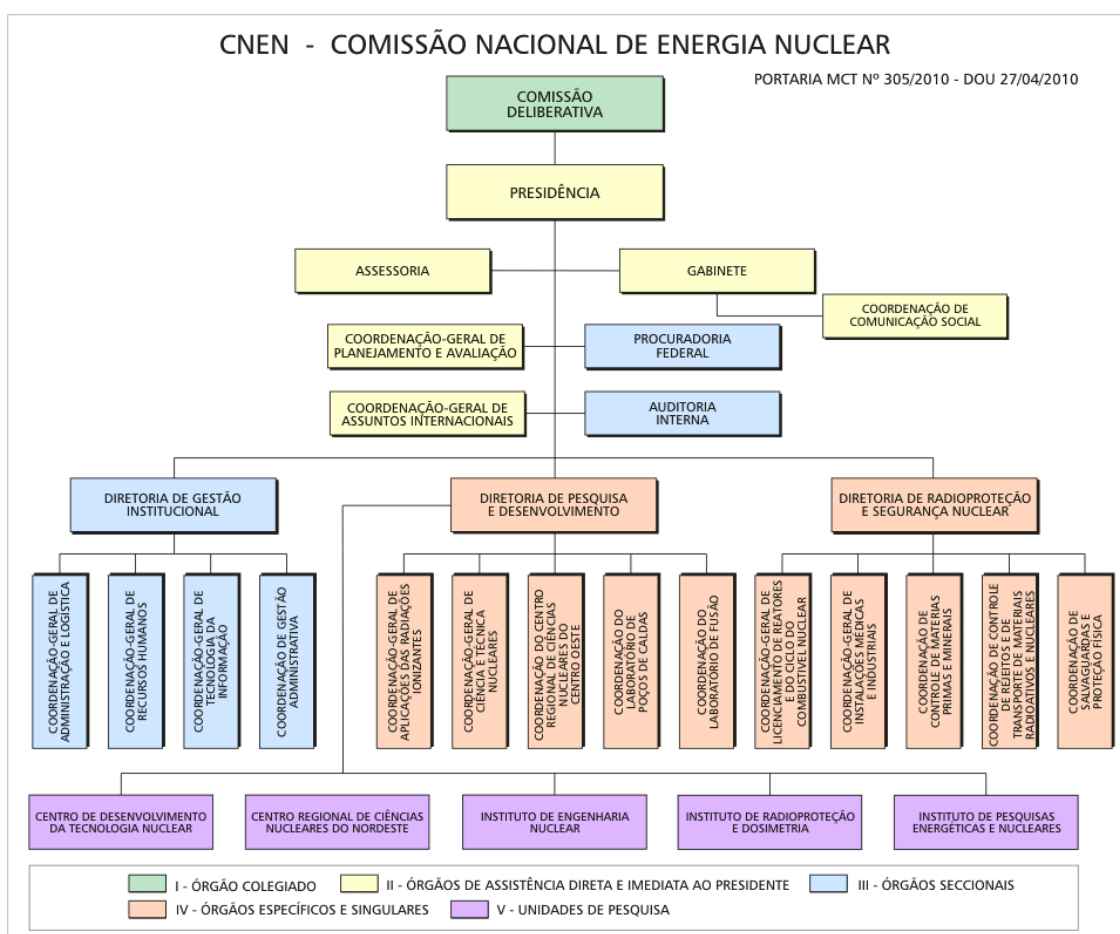 CNEN - COMISSÃO NACIONAL DE ENERGIA NUCLEAR
PORTARIA MCT Nº 305/2010 - DOU 27/04/2010
COMISSÃO
DELIBERATIVA
PRESIDÊNCIA
ASSESSORIA
GABINETE
COORDENAÇÃO DE
COMUNICAÇÃO SOCIAL
COORDENAÇÃO-GERAL DE
PLANEJAMENTO E AVALIAÇÃO
PROCURADORIA
FEDERAL
COORDENAÇÃO-GERAL DE
ASSUNTOS INTERNACIONAIS
AUDITORIA
INTERNA
DIRETORIA DE GESTÃO
INSTITUCIONAL
DIRETORIA DE PESQUISA
E DESENVOLVIMENTO
DIRETORIA DE RADIOPROTEÇÃO
E SEGURANÇA NUCLEAR
COORDENAÇÃO-GERAL DE
ADMINISTRAÇÃO E LOGÍSTICA
COORDENAÇÃO-GERAL DE
RECURSOS HUMANOS
COORDENAÇÃO-GERAL DE
TECNOLOGIA DA
INFORMAÇÃO
COORDENAÇÃO DE GESTÃO
ADMINISTRATIVA
COORDENAÇÃO-GERAL DE
APLICAÇÕES DAS RADIAÇÕES
IONIZANTES
COORDENAÇÃO-GERAL DE
CIÊNCIA E TÉCNICA
NUCLEARES
COORDENAÇÃO DO CENTRO
REGIONAL DE CIÊNCIAS
NUCLEARES DO
CENTRO OESTE
COORDENAÇÃO DO
LABORATÓRIO DE
POÇOS DE CALDAS
COORDENAÇÃO DO
LABORATÓRIO DE FUSÃO
COORDENAÇÃO-GERAL DE
LICENCIAMENTO DE REATORES
E DO CICLO DO
COMBUSTIVEL NUCLEAR
COORDENAÇÃO-GERAL DE
INSTALAÇÕES MÉDICAS
E INDUSTRIAIS
COORDENAÇÃO DE
CONTROLE DE MATERIAS
PRIMAS E MINERAIS
COORDENAÇÃO DE CONTROLE
DE REJEITOS E DE
TRANSPORTE DE MATERIAIS
RADIOATIVOS E NUCLEARES
COORDENAÇÃO DE
SALVAGUARDAS E
PROTEÇÃO FÍSICA
CENTRO DE DESENVOLVIMENTO
DA TECNOLOGIA NUCLEAR
CENTRO REGIONAL DE CIÊNCIAS
NUCLEARES DO NORDESTE
INSTITUTO DE ENGENHARIA
NUCLEAR
INSTITUTO DE RADIOPROTEÇÃO
E DOSIMETRIA
INSTITUTO DE PESQUISAS
ENERGÉTICAS E NUCLEARES
I - ÓRGÃO COLEGIADO
II - ÓRGÃOS DE ASSISTÊNCIA DIRETA E IMEDIATA AO PRESIDENTE
III - ÓRGÃOS SECCIONAIS
IV - ÓRGÃOS ESPECÍFICOS E SINGULARES
V - UNIDADES DE PESQUISA